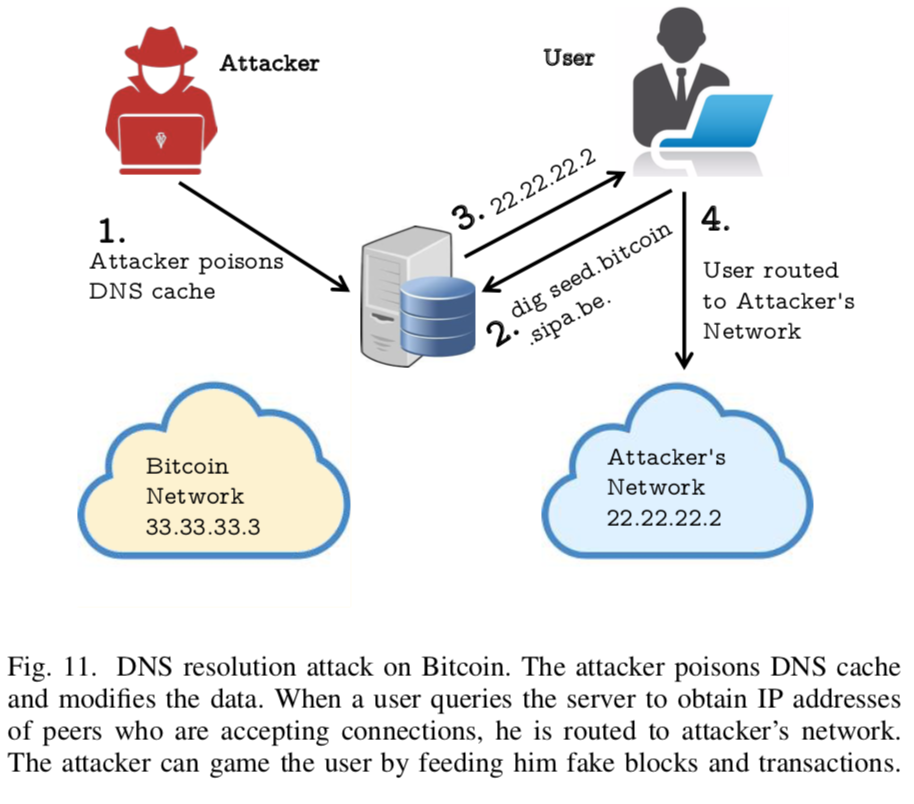 Attacker
User
1.
Attacker poisons
DNS cache
3. 22.22.22.2
2. dig seed.bitcoin
.sipa.be.
4.
User routed
to Attacker's
Network
Bitcoin
Network
33.33.33.3
Attacker's
Network
22.22.22.2
Fig. 11. DNS resolution attack on Bitcoin. The attacker poisons DNS cache
and modifies the data. When a user queries the server to obtain IP addresses
of peers who are accepting connections, he is routed to attacker's network.
The attacker can game the user by feeding him fake blocks and transactions.